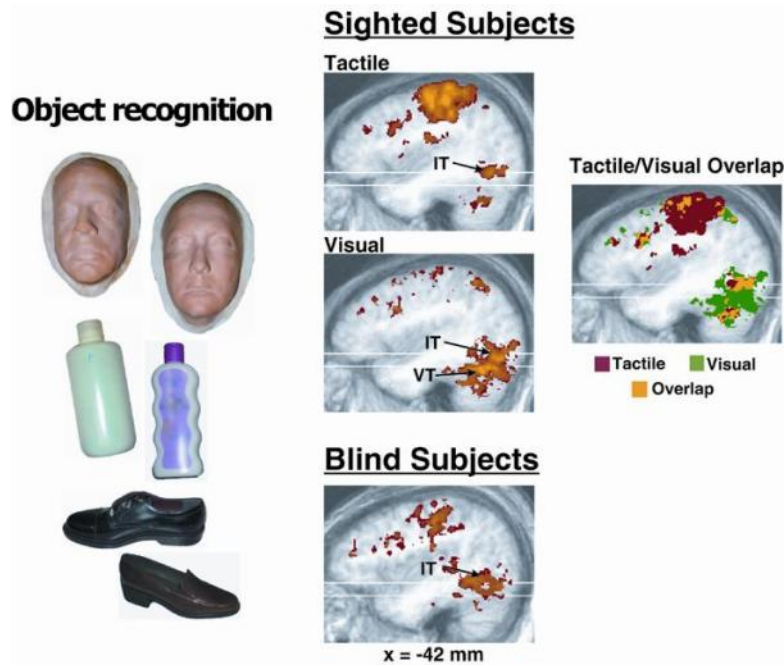 Object recognition
Sighted Subjects
Tactile
IT
Visual
IT
VT
Tactile/Visual Overlap
Tactile Visual
Overlap
Blind Subjects
IT
x = -42 mm